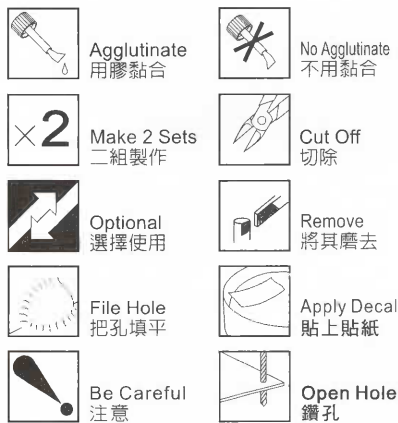 Agglutinate
用膠黏合
No Agglutinate
不用黏合
×2
Make 2 Sets
二組製作
Cut Off
切除
Optional
選擇使用
Remove
將其磨去
File Hole
把孔填平
Apply Decal
貼上貼紙
Be Careful
注意
Open Hole
鑽孔